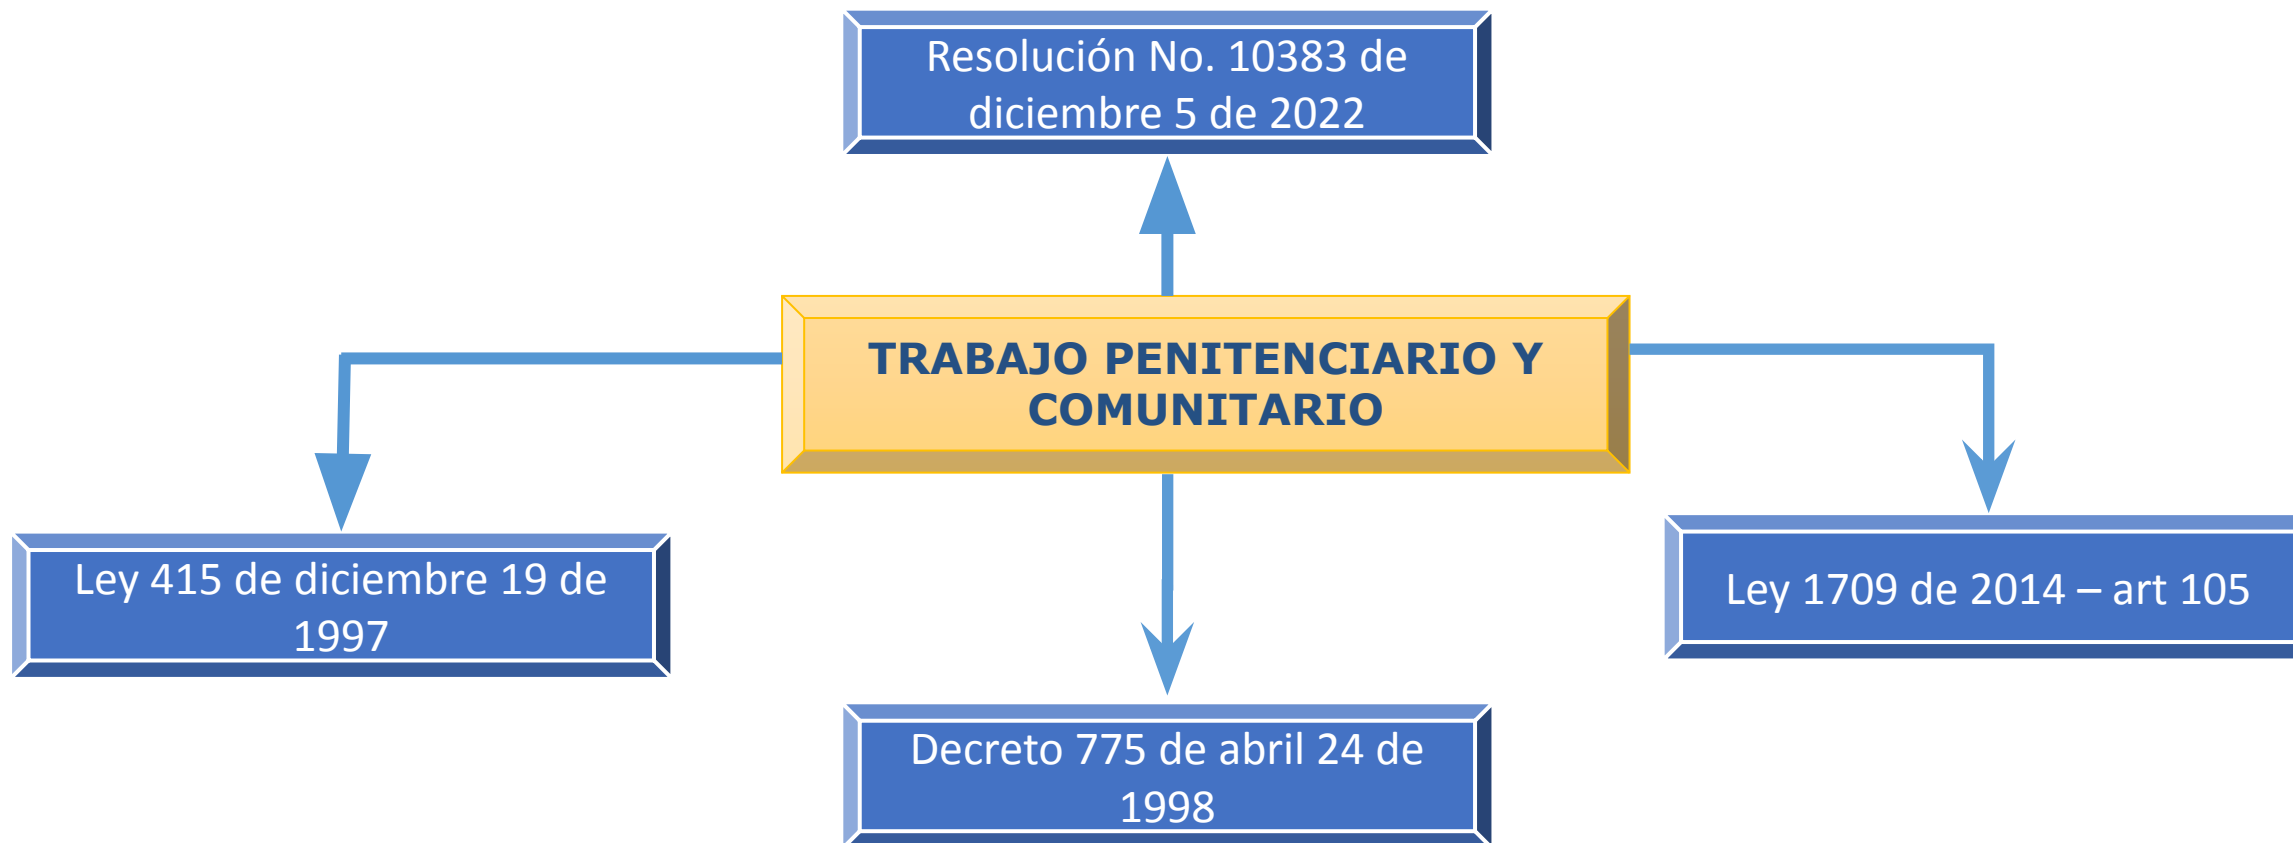 Resolución No. 10383 de
diciembre 5 de 2022
TRABAJO PENITENCIARIO Y
COMUNITARIO
Ley 415 de diciembre 19 de
1997
Ley 1709 de 2014 – art 105
Decreto 775 de abril 24 de
1998